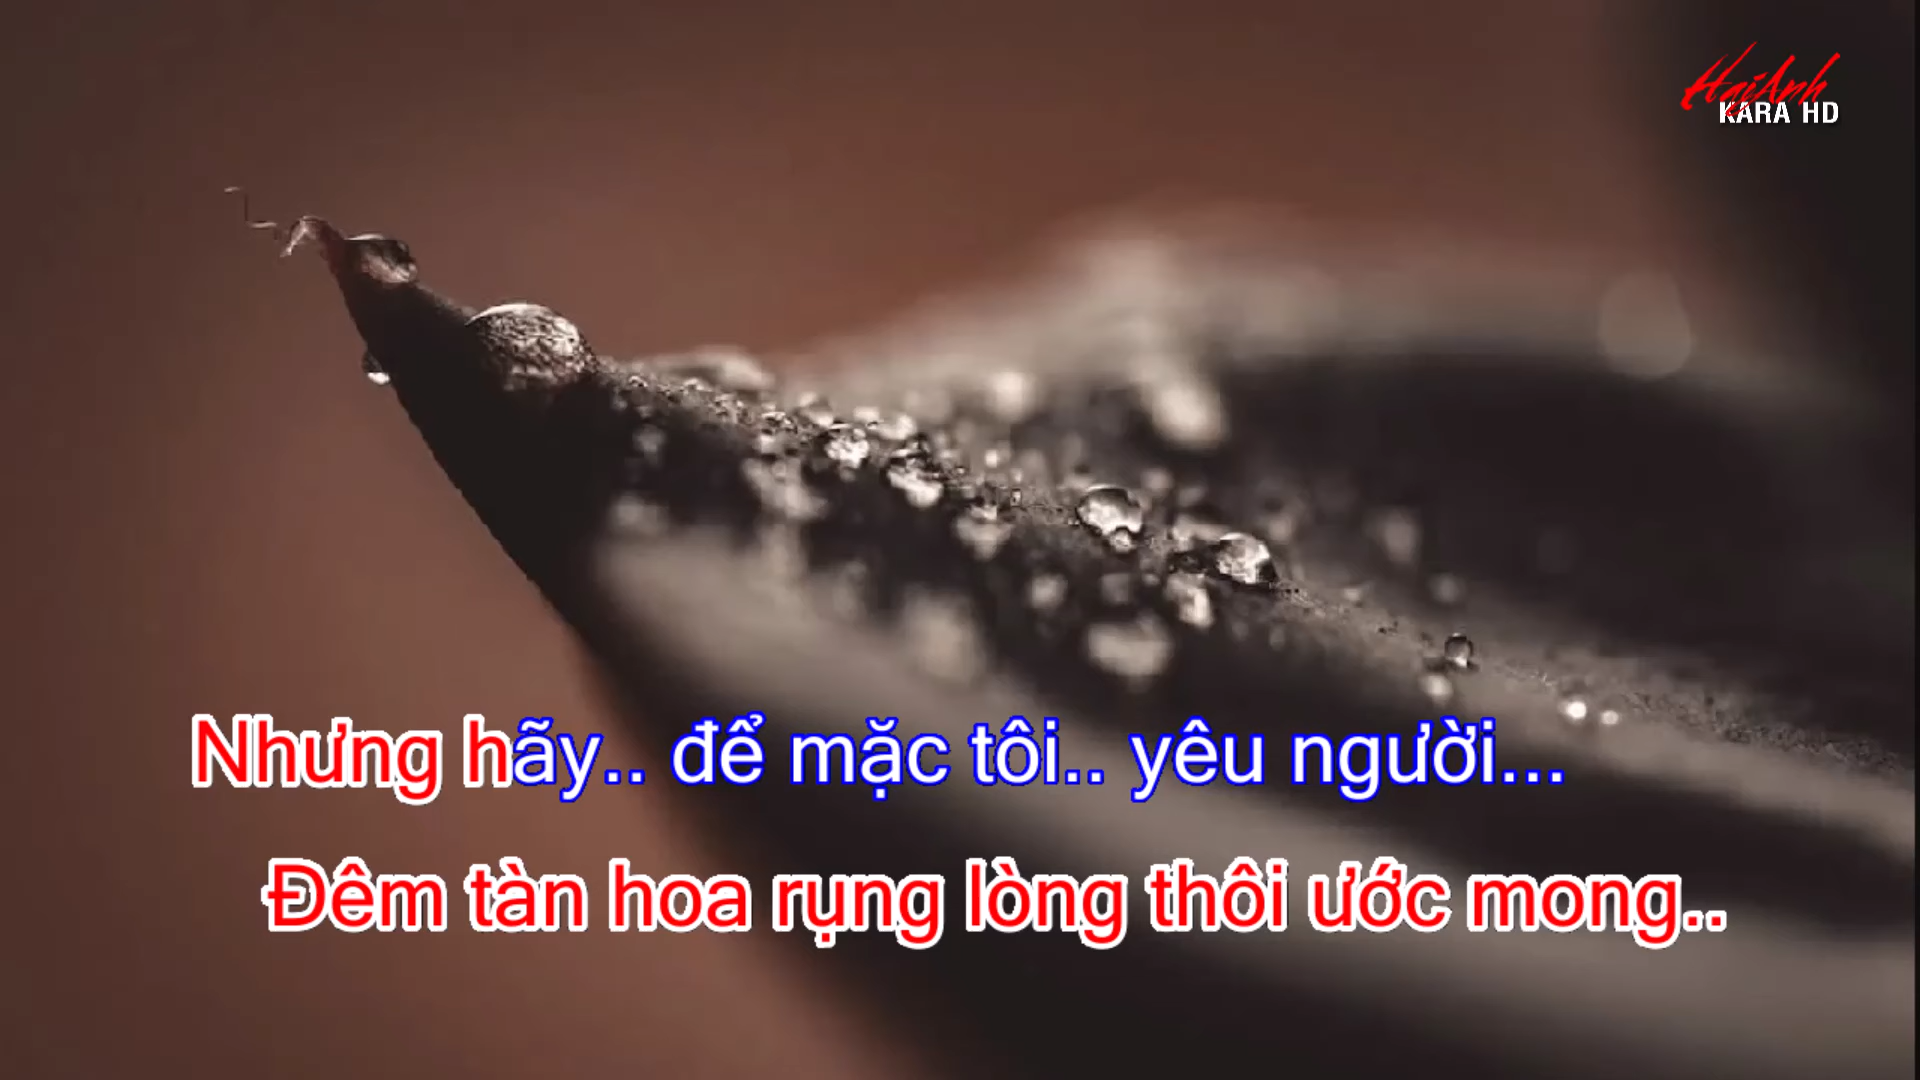 HaiAnh
KARA HD
Nhưng hãy.. để mặc tôi.. yêu người...
Đêm tàn hoa rụng lòng thôi ước mong..